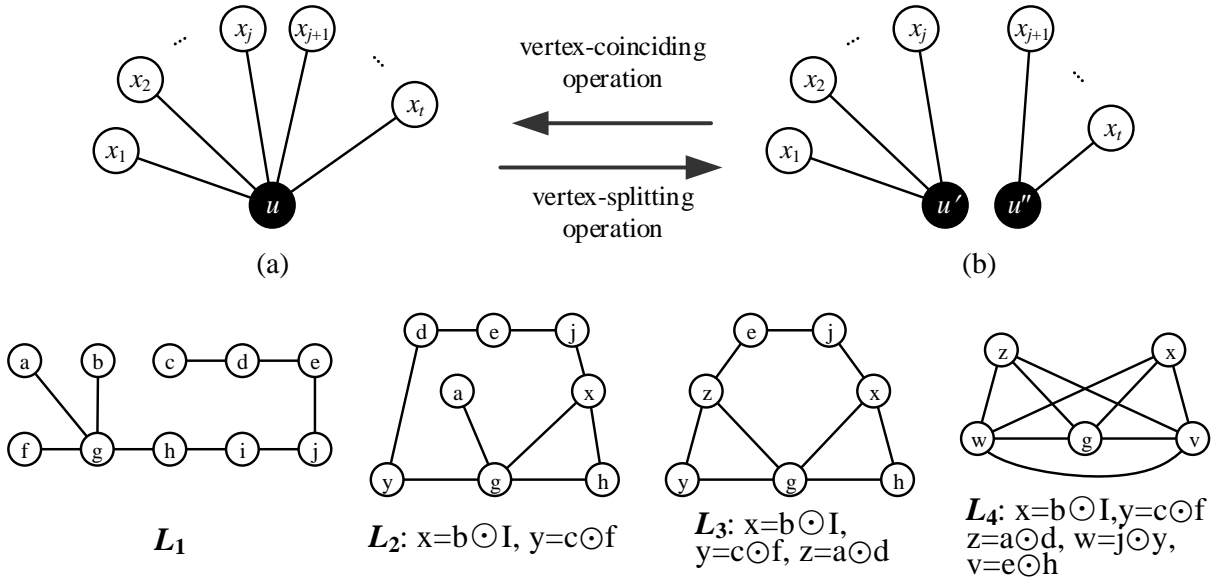 x₂ ... xⱼ xⱼ₊₁ ... xₜ
x₁
u
(a)
vertex-coinciding
operation
vertex-splitting
operation
x₂ ... xⱼ xⱼ₊₁ ... xₜ
x₁
u′ u″
(b)
a b c d e
f g h i j
L₁
d e j
a x
y g h
L₂: x=b⊙I, y=c⊙f
e j
z x
y g h
L₃: x=b⊙I,
y=c⊙f, z=a⊙d
z x
w g v
L₄: x=b⊙I,y=c⊙f
z=a⊙d, w=j⊙y,
v=e⊙h